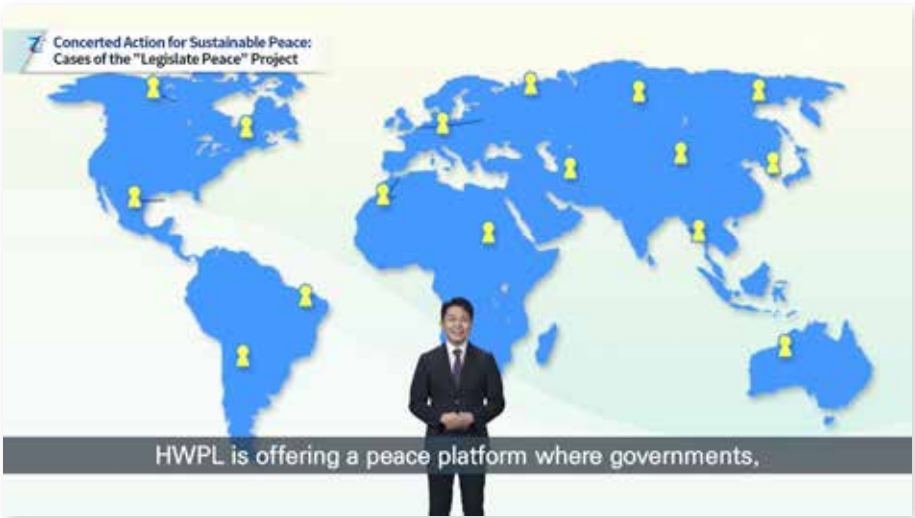 Concerted Action for Sustainable Peace:
Cases of the "Legislate Peace" Project
HWPL is offering a peace platform where governments,